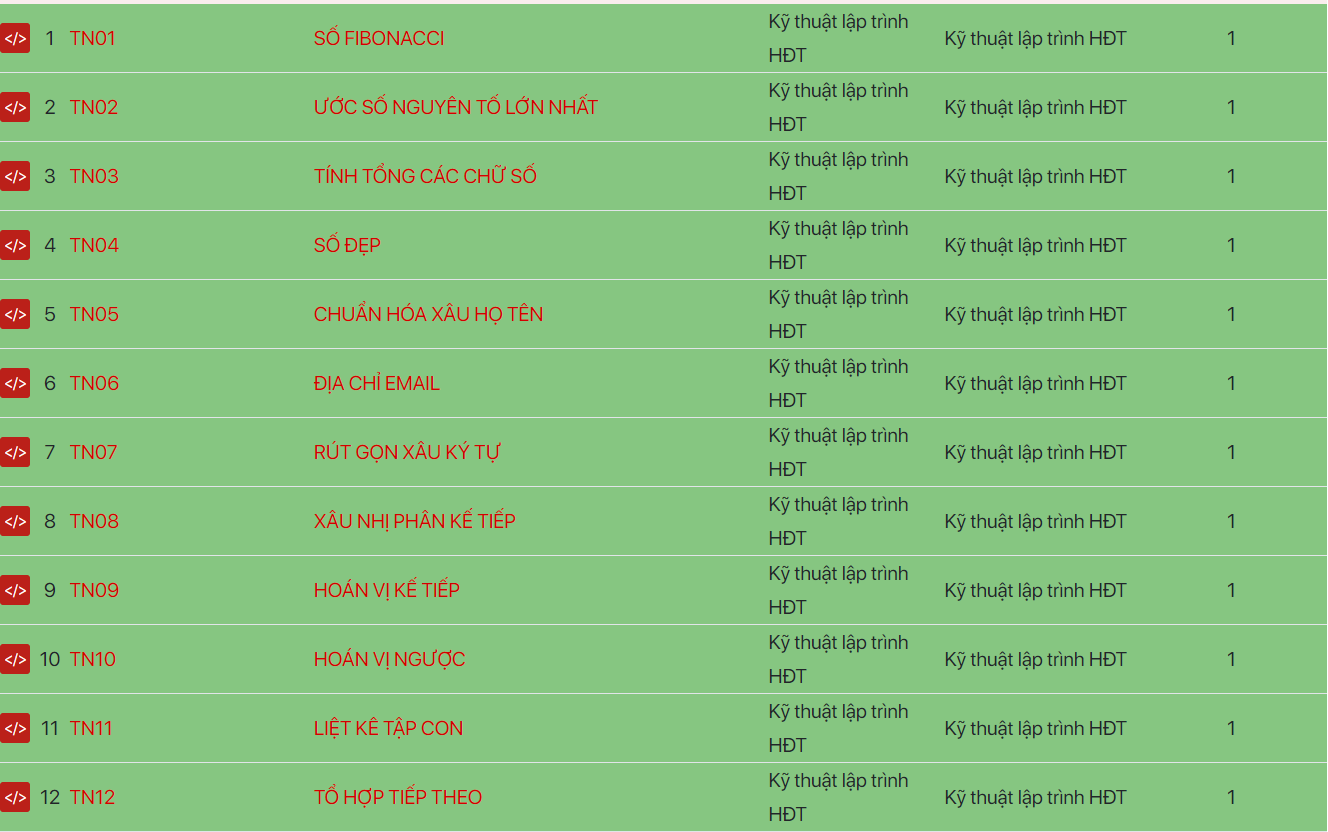 </> 1 TN01 SỐ FIBONACCI Kỹ thuật lập trình HĐT Kỹ thuật lập trình HĐT 1
</> 2 TN02 ƯỚC SỐ NGUYÊN TỐ LỚN NHẤT Kỹ thuật lập trình HĐT Kỹ thuật lập trình HĐT 1
</> 3 TN03 TÍNH TỔNG CÁC CHỮ SỐ Kỹ thuật lập trình HĐT Kỹ thuật lập trình HĐT 1
</> 4 TN04 SỐ ĐẸP Kỹ thuật lập trình HĐT Kỹ thuật lập trình HĐT 1
</> 5 TN05 CHUẨN HÓA XÂU HỌ TÊN Kỹ thuật lập trình HĐT Kỹ thuật lập trình HĐT 1
</> 6 TN06 ĐỊA CHỈ EMAIL Kỹ thuật lập trình HĐT Kỹ thuật lập trình HĐT 1
</> 7 TN07 RÚT GỌN XÂU KÝ TỰ Kỹ thuật lập trình HĐT Kỹ thuật lập trình HĐT 1
</> 8 TN08 XÂU NHỊ PHÂN KẾ TIẾP Kỹ thuật lập trình HĐT Kỹ thuật lập trình HĐT 1
</> 9 TN09 HOÁN VỊ KẾ TIẾP Kỹ thuật lập trình HĐT Kỹ thuật lập trình HĐT 1
</> 10 TN10 HOÁN VỊ NGƯỢC Kỹ thuật lập trình HĐT Kỹ thuật lập trình HĐT 1
</> 11 TN11 LIỆT KÊ TẬP CON Kỹ thuật lập trình HĐT Kỹ thuật lập trình HĐT 1
</> 12 TN12 TỔ HỢP TIẾP THEO Kỹ thuật lập trình HĐT Kỹ thuật lập trình HĐT 1